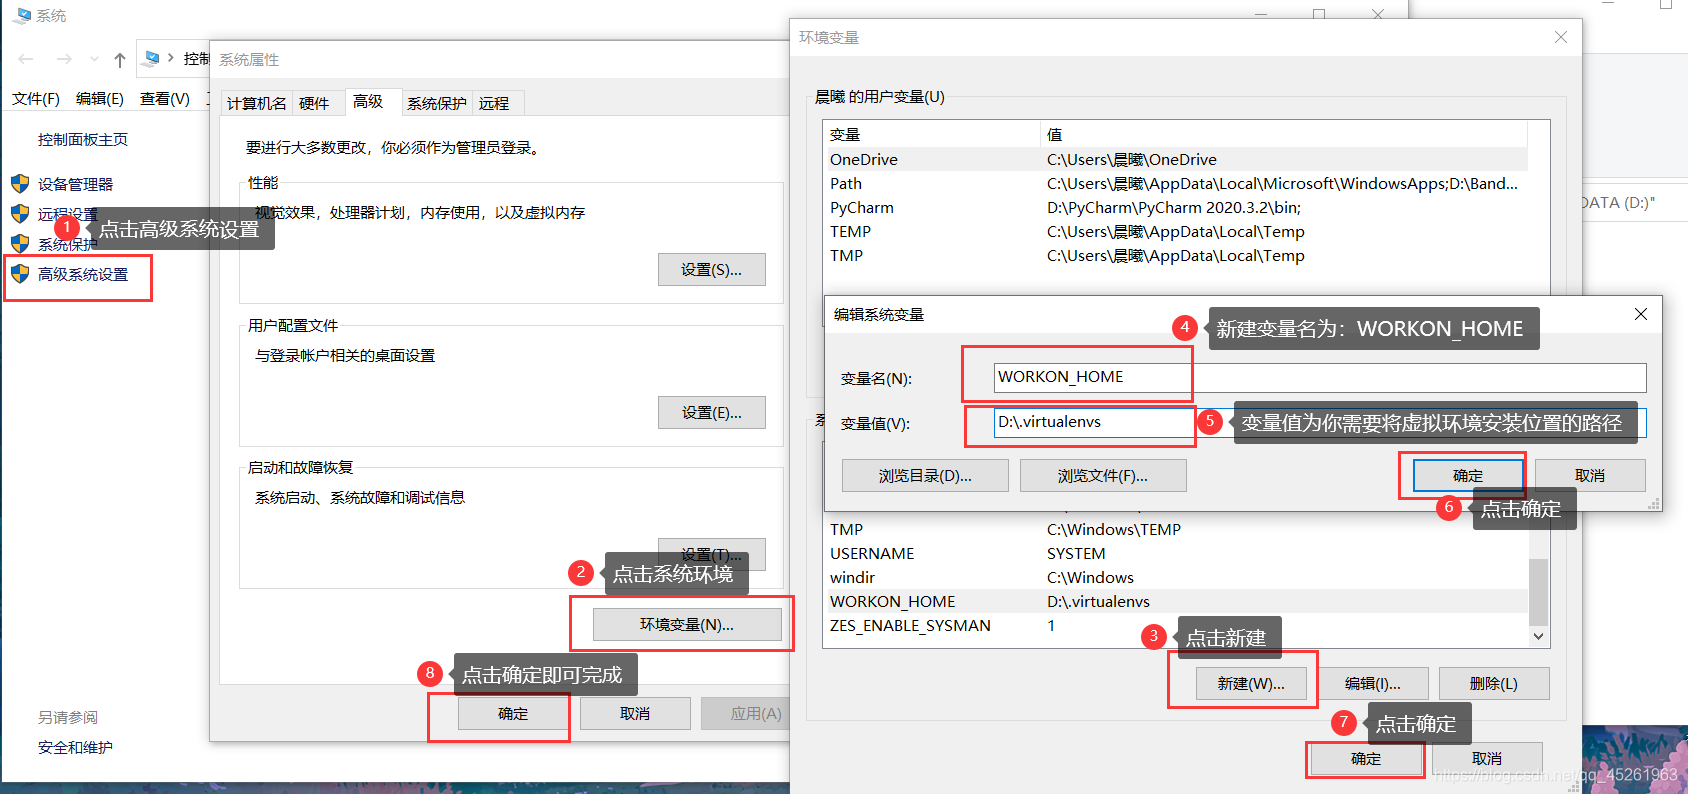 系统
控制
文件(F)
编辑(E)
查看(V)
控制面板主页
设备管理器
远程设置
1
点击高级系统设置
系统保护
高级系统设置
另请参阅
安全和维护
系统属性
计算机名
硬件
高级
系统保护
远程
要进行大多数更改，你必须作为管理员登录。
性能
视觉效果，处理器计划，内存使用，以及虚拟内存
设置(S)...
用户配置文件
与登录帐户相关的桌面设置
设置(E)...
启动和故障恢复
系统启动、系统故障和调试信息
设置(T)...
2
点击系统环境
环境变量(N)...
8
点击确定即可完成
确定
取消
应用(A)
环境变量
晨曦 的用户变量(U)
变量 值
OneDrive C:\Users\晨曦\OneDrive
Path C:\Users\晨曦\AppData\Local\Microsoft\WindowsApps;D:\Band...
PyCharm D:\PyCharm\PyCharm 2020.3.2\bin;
TEMP C:\Users\晨曦\AppData\Local\Temp
TMP C:\Users\晨曦\AppData\Local\Temp
DATA (D:)"
编辑系统变量
4
新建变量名为：WORKON_HOME
变量名(N):
WORKON_HOME
变量值(V):
D:\.virtualenvs
5
变量值为你需要将虚拟环境安装位置的路径
浏览目录(D)...
浏览文件(F)...
确定
取消
6
点击确定
TMP C:\Windows\TEMP
USERNAME SYSTEM
windir C:\Windows
WORKON_HOME D:\.virtualenvs
ZES_ENABLE_SYSMAN 1
3
点击新建
新建(W)...
编辑(I)...
删除(L)
7
点击确定
确定
取消
https://blog.csdn.net/qq_45261963